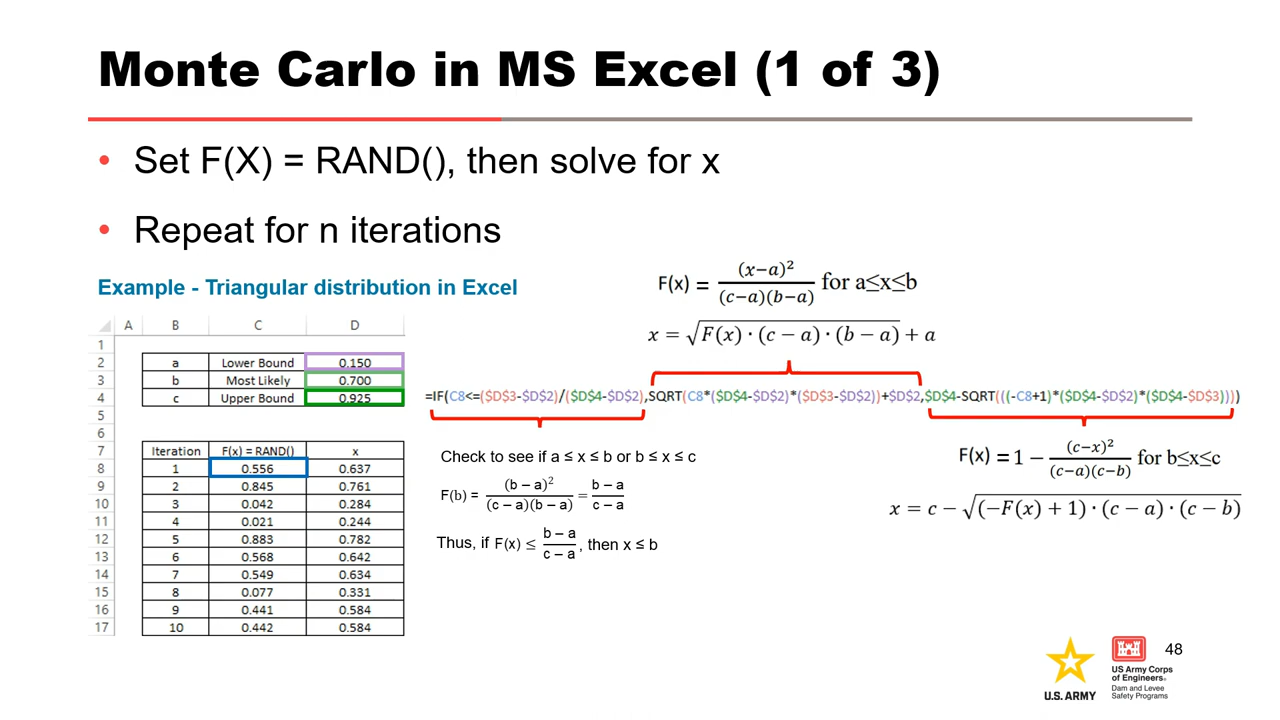 Monte Carlo in MS Excel (1 of 3)
• Set F(X) = RAND(), then solve for x
• Repeat for n iterations
Example - Triangular distribution in Excel
F(x) = (x−a)²/(c−a)(b−a) for a≤x≤b
x = √(F(x) · (c − a) · (b − a)) + a
A B C D
1
2 a Lower Bound 0.150
3 b Most Likely 0.700
4 c Upper Bound 0.925
5
6
7 Iteration F(x) = RAND() x
8 1 0.556 0.637
9 2 0.845 0.761
10 3 0.042 0.284
11 4 0.021 0.244
12 5 0.883 0.782
13 6 0.568 0.642
14 7 0.549 0.634
15 8 0.077 0.331
16 9 0.441 0.584
17 10 0.442 0.584
=IF(C8<=($D$3-$D$2)/($D$4-$D$2),SQRT(C8*($D$4-$D$2)*($D$3-$D$2))+$D$2,$D$4-SQRT(((-C8+1)*($D$4-$D$2)*($D$4-$D$3))))
Check to see if a ≤ x ≤ b or b ≤ x ≤ c
F(b) = (b − a)²/(c − a)(b − a) = b − a/c − a
Thus, if F(x) ≤ b − a/c − a, then x ≤ b
F(x) = 1 − (c−x)²/(c−a)(c−b) for b≤x≤c
x = c − √((−F(x) + 1) · (c − a) · (c − b))
48
U.S. ARMY
US Army Corps
of Engineers®
Dam and Levee
Safety Programs